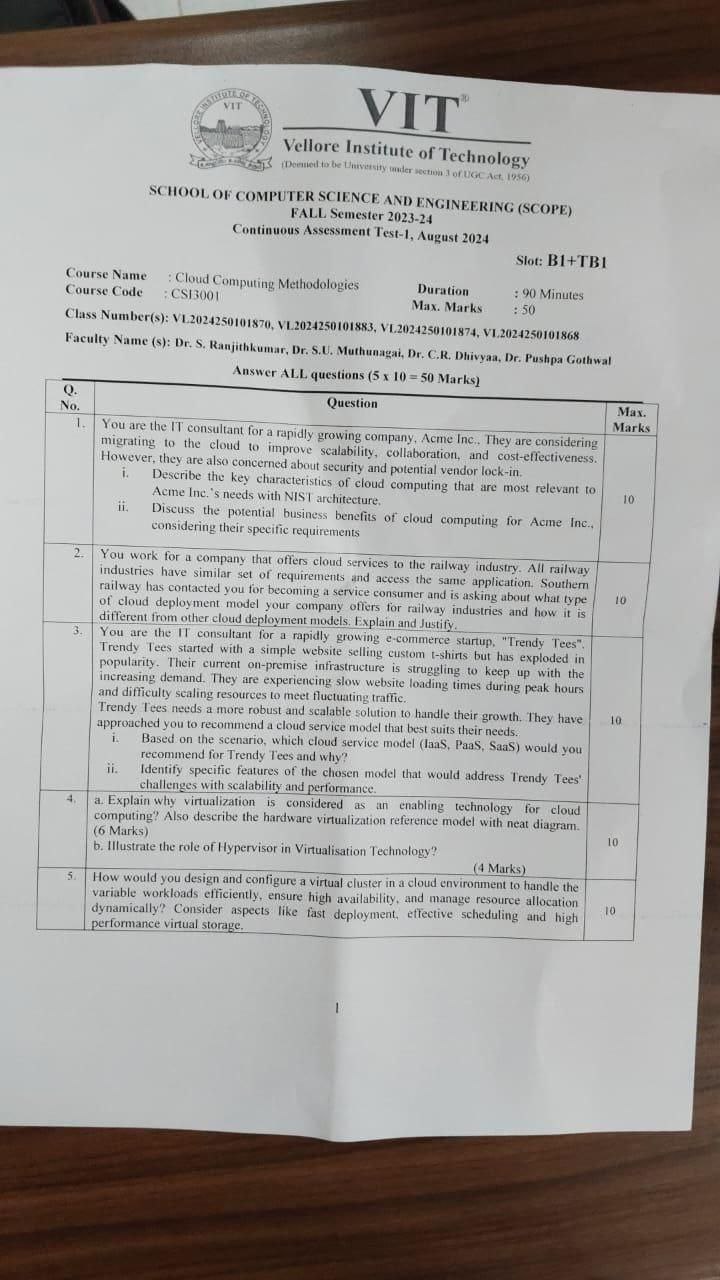 VELLORE INSTITUTE OF TECHNOLOGY
VIT
VIT®
Vellore Institute of Technology
(Deemed to be University under section 3 of UGC Act, 1956)
SCHOOL OF COMPUTER SCIENCE AND ENGINEERING (SCOPE)
FALL Semester 2023-24
Continuous Assessment Test-1, August 2024
Slot: B1+TB1
Course Name : Cloud Computing Methodologies Duration : 90 Minutes
Course Code : CSI3001 Max. Marks : 50
Class Number(s): VL2024250101870, VL2024250101883, VL2024250101874, VL2024250101868
Faculty Name (s): Dr. S. Ranjithkumar, Dr. S.U. Muthunagai, Dr. C.R. Dhivyaa, Dr. Pushpa Gothwal
Answer ALL questions (5 x 10 = 50 Marks)
Q. No. Question Max. Marks
1. You are the IT consultant for a rapidly growing company, Acme Inc., They are considering
migrating to the cloud to improve scalability, collaboration, and cost-effectiveness.
However, they are also concerned about security and potential vendor lock-in.
i. Describe the key characteristics of cloud computing that are most relevant to
Acme Inc.'s needs with NIST architecture.
ii. Discuss the potential business benefits of cloud computing for Acme Inc.,
considering their specific requirements
10
2. You work for a company that offers cloud services to the railway industry. All railway
industries have similar set of requirements and access the same application. Southern
railway has contacted you for becoming a service consumer and is asking about what type
of cloud deployment model your company offers for railway industries and how it is
different from other cloud deployment models. Explain and Justify.
10
3. You are the IT consultant for a rapidly growing e-commerce startup, "Trendy Tees".
Trendy Tees started with a simple website selling custom t-shirts but has exploded in
popularity. Their current on-premise infrastructure is struggling to keep up with the
increasing demand. They are experiencing slow website loading times during peak hours
and difficulty scaling resources to meet fluctuating traffic.
Trendy Tees needs a more robust and scalable solution to handle their growth. They have
approached you to recommend a cloud service model that best suits their needs.
i. Based on the scenario, which cloud service model (IaaS, PaaS, SaaS) would you
recommend for Trendy Tees and why?
ii. Identify specific features of the chosen model that would address Trendy Tees'
challenges with scalability and performance.
10
4. a. Explain why virtualization is considered as an enabling technology for cloud
computing? Also describe the hardware virtualization reference model with neat diagram.
(6 Marks)
b. Illustrate the role of Hypervisor in Virtualisation Technology?
(4 Marks)
10
5. How would you design and configure a virtual cluster in a cloud environment to handle the
variable workloads efficiently, ensure high availability, and manage resource allocation
dynamically? Consider aspects like fast deployment, effective scheduling and high
performance virtual storage.
10
1